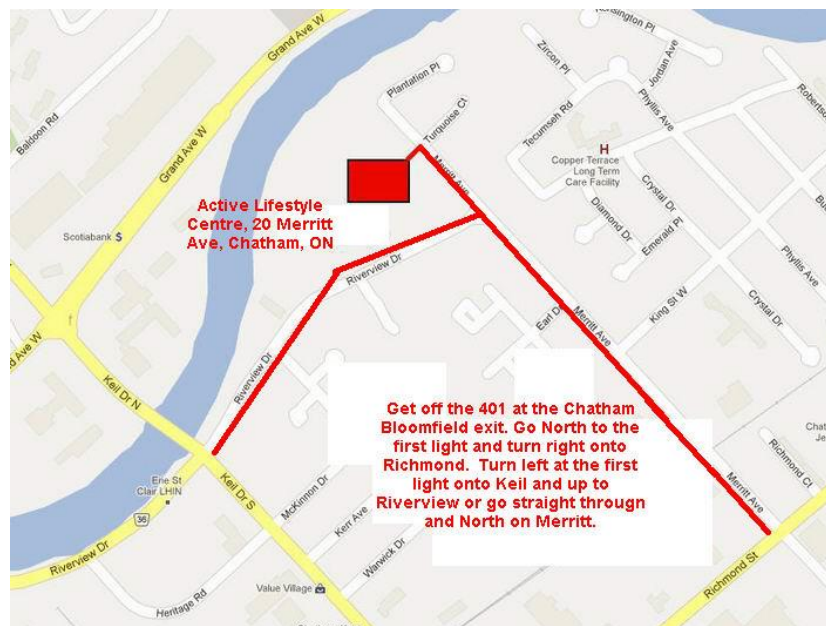 Grand Ave W
Kensington Pl
Zircon Pl
Jordan Ave
Plantation Pl
Phyllis Ave
Baldoon Rd
Turquoise Ct
Tecumseh Rd
Grand Ave W
H
Merritt Ave
Copper Terrace
Long Term
Care Facility
Crystal Dr
Active Lifestyle
Centre, 20 Merritt
Ave, Chatham, ON
Diamond Dr
Emerald Pl
Scotiabank $
Phyllis Ave
Riverview Dr
King St W
Earl Dr
Merritt Ave
Crystal Dr
Ave W
Riverview Dr
Keil Dr N
Get off the 401 at the Chatham
Bloomfield exit. Go North to the
first light and turn right onto
Richmond. Turn left at the first
light onto Keil and up to
Riverview or go straight througn
and North on Merritt.
Erie St
Clair LHIN
Keil Dr S
McKinnon Dr
Merritt Ave
Richmond Ct
36
Kerr Ave
Riverview Dr
Warwick Dr
Richmond St
Value Village
Heritage Rd